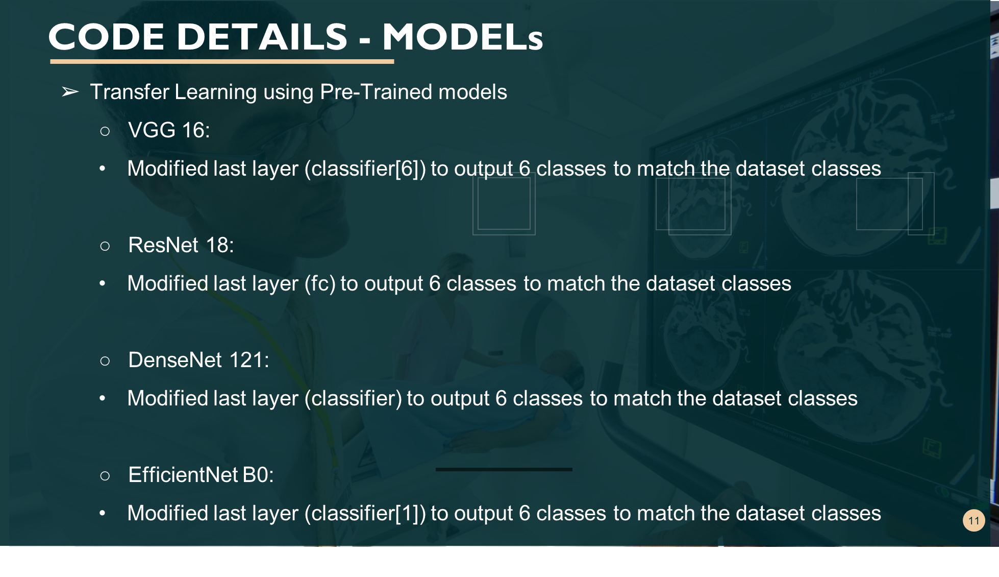 CODE DETAILS - MODELs
➢ Transfer Learning using Pre-Trained models
○ VGG 16:
• Modified last layer (classifier[6]) to output 6 classes to match the dataset classes
○ ResNet 18:
• Modified last layer (fc) to output 6 classes to match the dataset classes
○ DenseNet 121:
• Modified last layer (classifier) to output 6 classes to match the dataset classes
○ EfficientNet B0:
• Modified last layer (classifier[1]) to output 6 classes to match the dataset classes
11
System Help